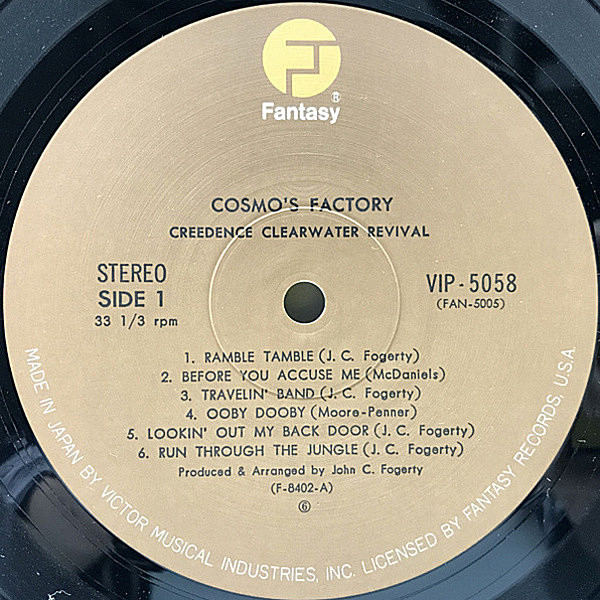 Fantasy®
COSMO'S FACTORY
CREEDENCE CLEARWATER REVIVAL
STEREO
SIDE 1
33 1/3 rpm
VIP-5058
(FAN-5005)
1. RAMBLE TAMBLE (J. C. Fogerty)
2. BEFORE YOU ACCUSE ME (McDaniels)
3. TRAVELIN' BAND (J. C. Fogerty)
4. OOBY DOOBY (Moore-Penner)
5. LOOKIN' OUT MY BACK DOOR (J. C. Fogerty)
6. RUN THROUGH THE JUNGLE (J. C. Fogerty)
Produced & Arranged by John C. Fogerty
(F-8402-A)
⑥
MADE IN JAPAN BY VICTOR MUSICAL INDUSTRIES, INC. LICENSED BY FANTASY RECORDS, U.S.A.